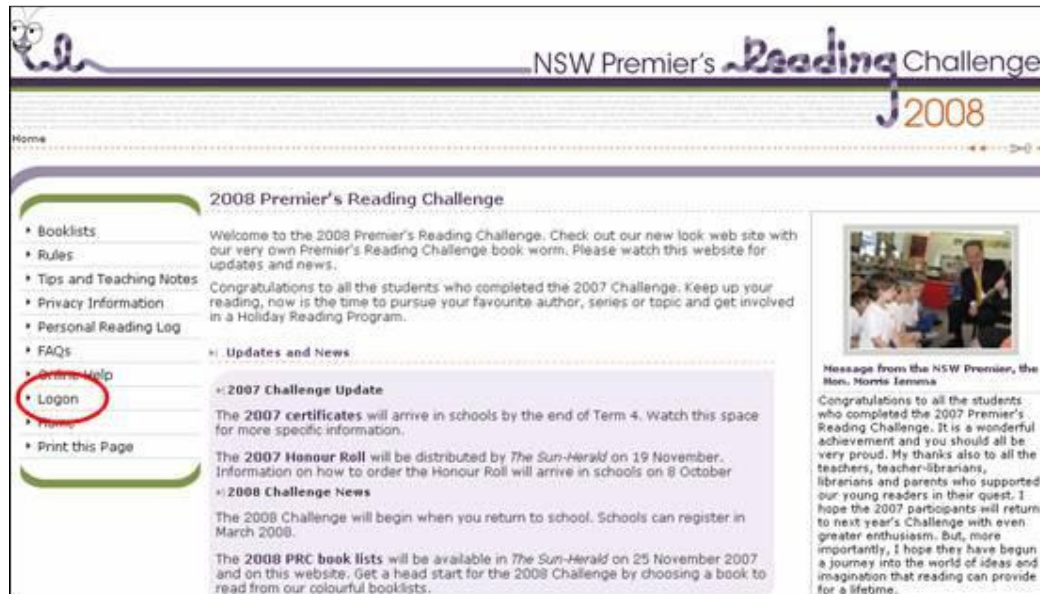 NSW Premier's Reading Challenge
2008
Home
Booklists
Rules
Tips and Teaching Notes
Privacy Information
Personal Reading Log
FAQs
Online Help
Logon
Home
Print this Page
2008 Premier's Reading Challenge
Welcome to the 2008 Premier's Reading Challenge. Check out our new look web site with
our very own Premier's Reading Challenge book worm. Please watch this website for
updates and news.
Congratulations to all the students who completed the 2007 Challenge. Keep up your
reading, now is the time to pursue your favourite author, series or topic and get involved
in a Holiday Reading Program.
Updates and News
2007 Challenge Update
The 2007 certificates will arrive in schools by the end of Term 4. Watch this space
for more specific information.
The 2007 Honour Roll will be distributed by The Sun-Herald on 19 November.
Information on how to order the Honour Roll will arrive in schools on 8 October
2008 Challenge News
The 2008 Challenge will begin when you return to school. Schools can register in
March 2008.
The 2008 PRC book lists will be available in The Sun-Herald on 25 November 2007
and on this website. Get a head start for the 2008 Challenge by choosing a book to
read from our colourful booklists.
Message from the NSW Premier, the
Hon. Morris Iemma
Congratulations to all the students
who completed the 2007 Premier's
Reading Challenge. It is a wonderful
achievement and you should all be
very proud. My thanks also to all the
teachers, teacher-librarians,
librarians and parents who supported
our young readers in their quest. I
hope the 2007 participants will return
to next year's Challenge with even
greater enthusiasm. But, more
importantly, I hope they have begun
a journey into the world of ideas and
imagination that reading can provide
for a lifetime.